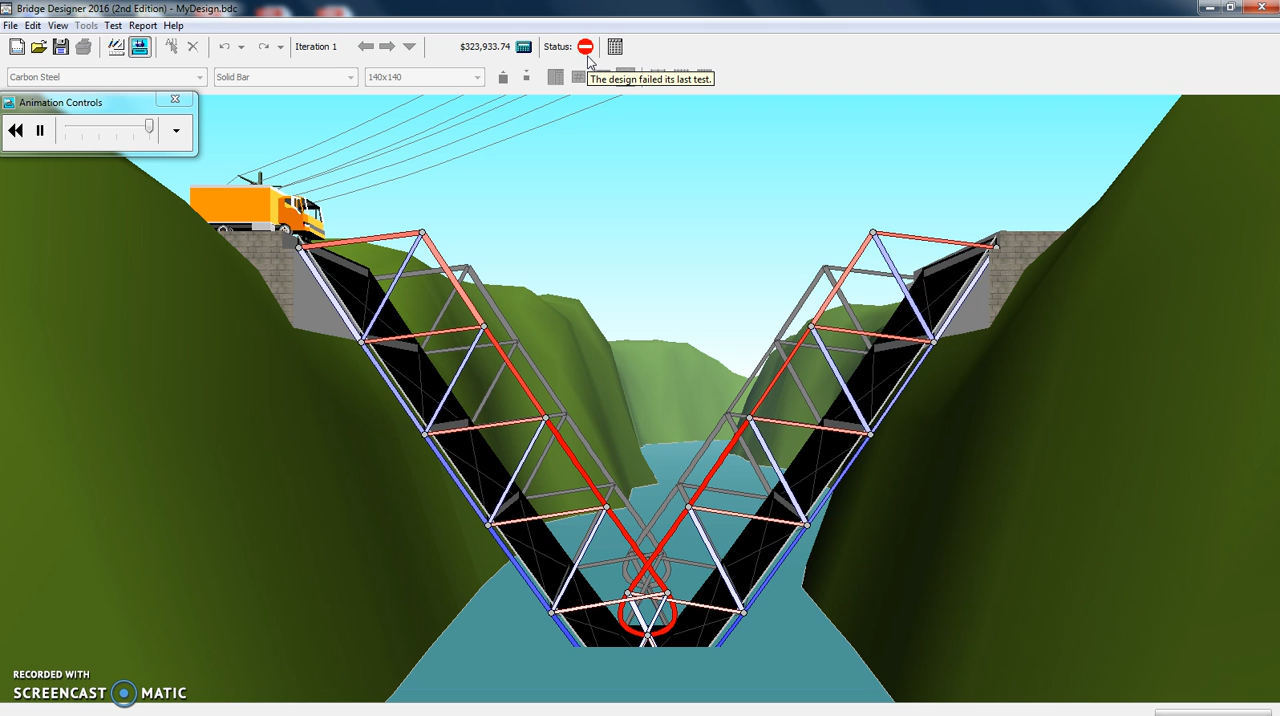 Bridge Designer 2016 (2nd Edition) - MyDesign.bdc
File Edit View Tools Test Report Help
Iteration 1 $323,933.74 Status:
Carbon Steel Solid Bar 140x140
The design failed its last test.
Animation Controls
RECORDED WITH
SCREENCAST MATIC